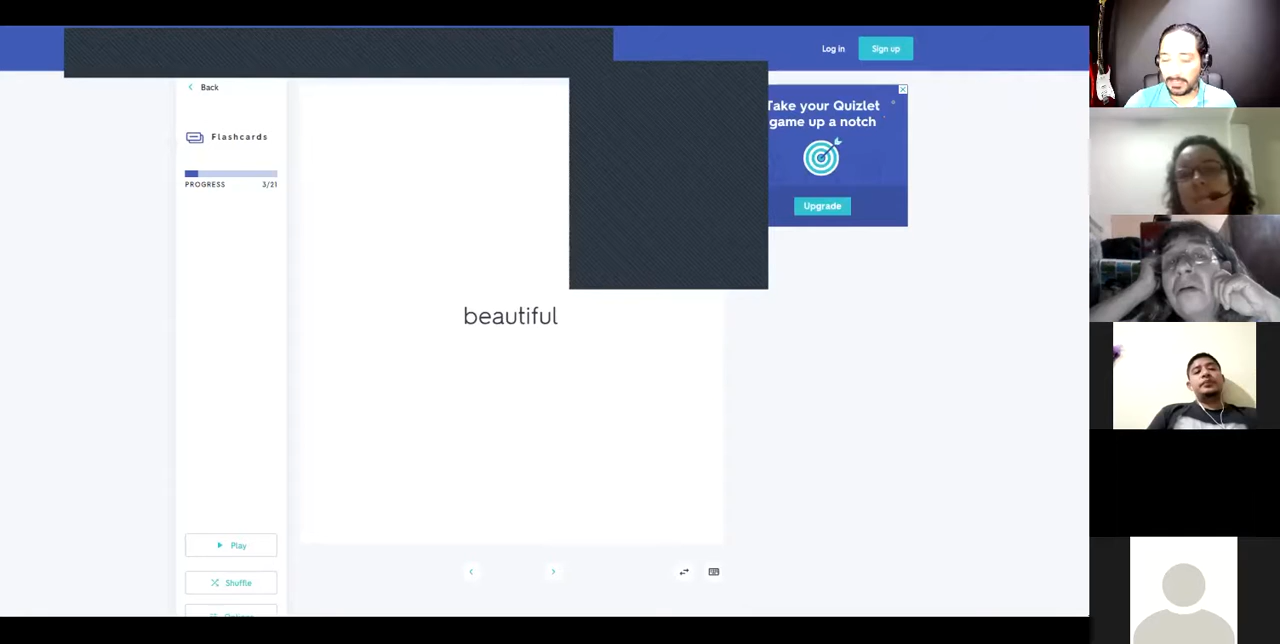 Log in
Sign up
Back
Flashcards
PROGRESS 3/21
Take your Quizlet
game up a notch
Upgrade
beautiful
Play
Shuffle